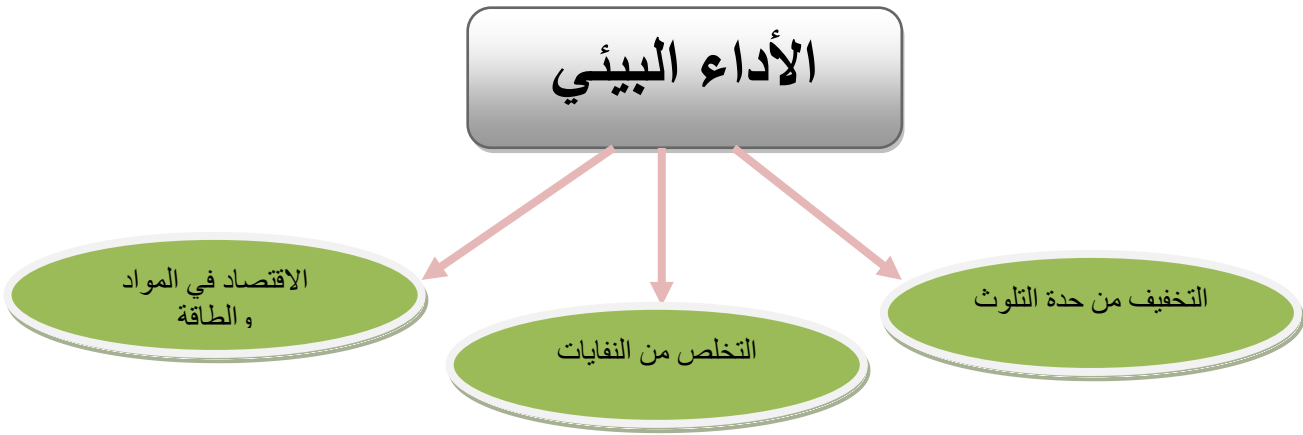 الأداء البيئي
التخفيف من حدة التلوث
التخلص من النفايات
الاقتصاد في المواد
و الطاقة